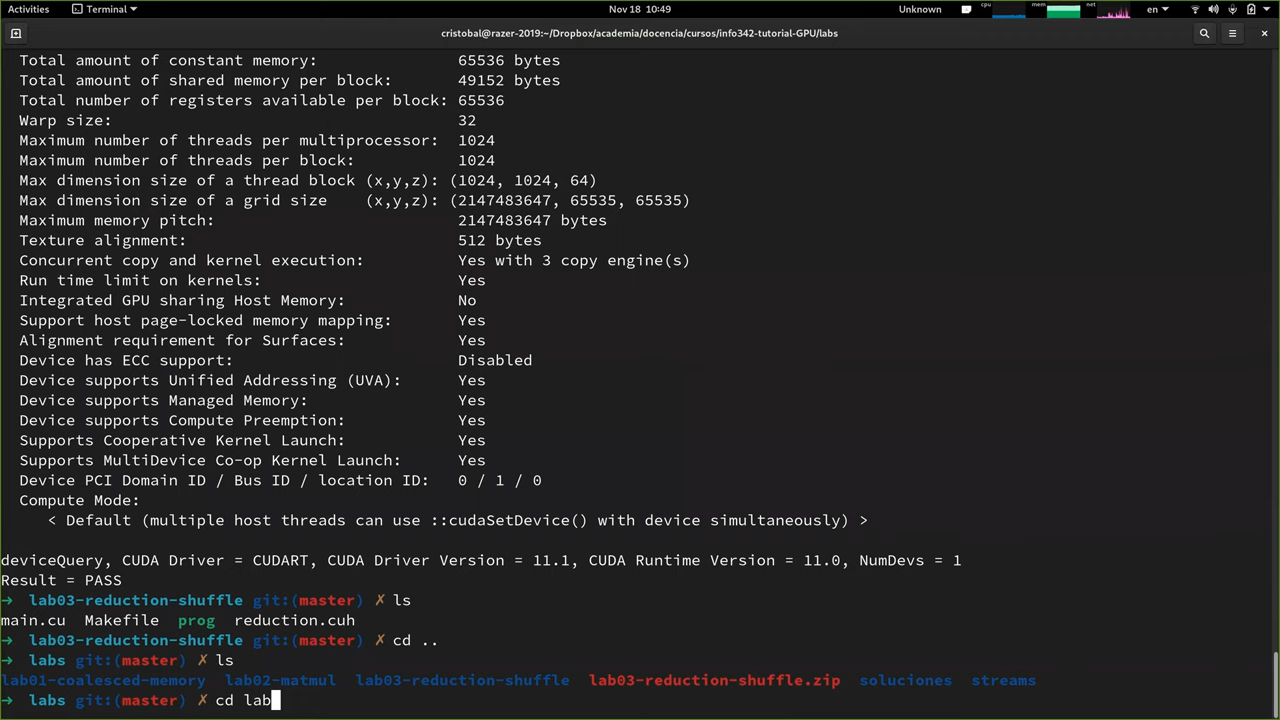 Activities Terminal Nov 18 10:49 Unknown cpu mem net en
cristobal@razer-2019:~/Dropbox/academia/docencia/cursos/info342-tutorial-GPU/labs
Total amount of constant memory: 65536 bytes
Total amount of shared memory per block: 49152 bytes
Total number of registers available per block: 65536
Warp size: 32
Maximum number of threads per multiprocessor: 1024
Maximum number of threads per block: 1024
Max dimension size of a thread block (x,y,z): (1024, 1024, 64)
Max dimension size of a grid size (x,y,z): (2147483647, 65535, 65535)
Maximum memory pitch: 2147483647 bytes
Texture alignment: 512 bytes
Concurrent copy and kernel execution: Yes with 3 copy engine(s)
Run time limit on kernels: Yes
Integrated GPU sharing Host Memory: No
Support host page-locked memory mapping: Yes
Alignment requirement for Surfaces: Yes
Device has ECC support: Disabled
Device supports Unified Addressing (UVA): Yes
Device supports Managed Memory: Yes
Device supports Compute Preemption: Yes
Supports Cooperative Kernel Launch: Yes
Supports MultiDevice Co-op Kernel Launch: Yes
Device PCI Domain ID / Bus ID / location ID: 0 / 1 / 0
Compute Mode:
< Default (multiple host threads can use ::cudaSetDevice() with device simultaneously) >
deviceQuery, CUDA Driver = CUDART, CUDA Driver Version = 11.1, CUDA Runtime Version = 11.0, NumDevs = 1
Result = PASS
→ lab03-reduction-shuffle git:(master) ✗ ls
main.cu Makefile prog reduction.cuh
→ lab03-reduction-shuffle git:(master) ✗ cd ..
→ labs git:(master) ✗ ls
lab01-coalesced-memory lab02-matmul lab03-reduction-shuffle lab03-reduction-shuffle.zip soluciones streams
→ labs git:(master) ✗ cd lab